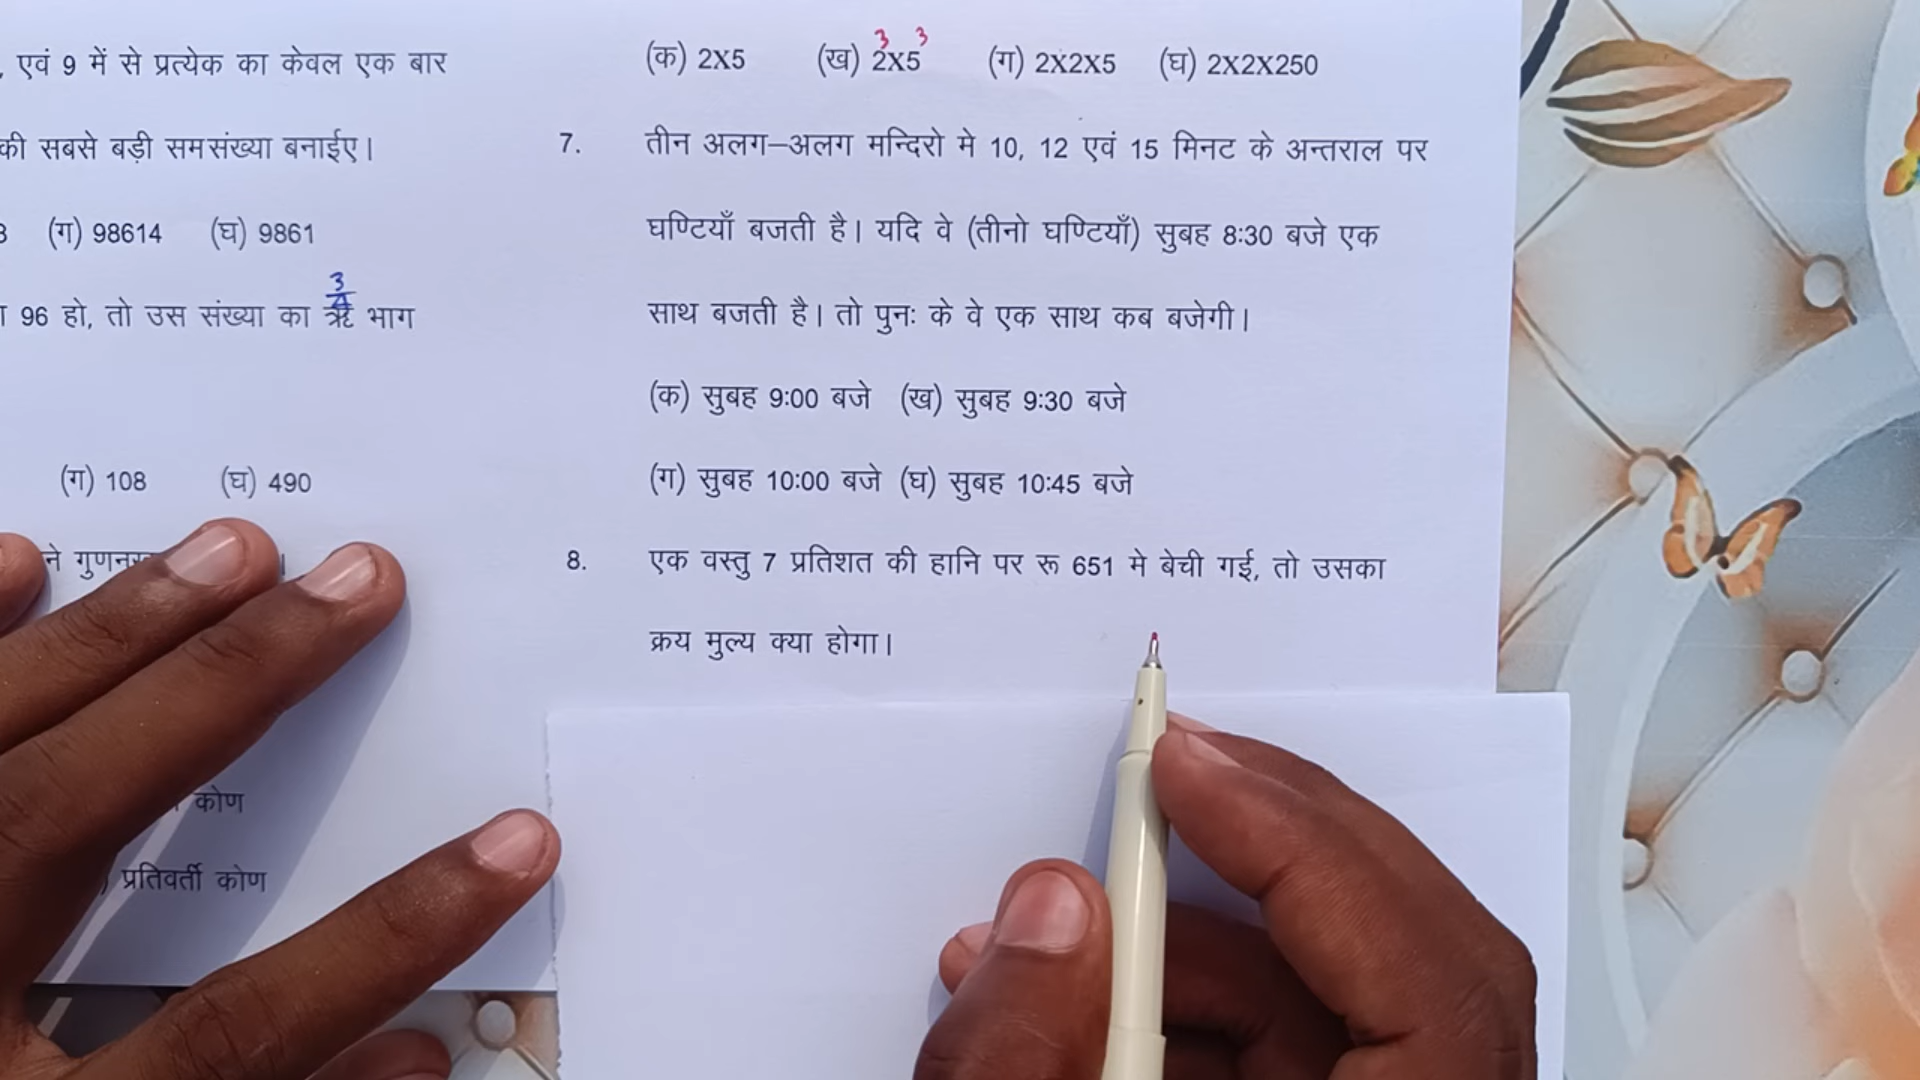 , एवं 9 में से प्रत्येक का केवल एक बार
की सबसे बड़ी समसंख्या बनाईए।
(ग) 98614 (घ) 9861
96 हो, तो उस संख्या का 3/4 भाग
(ग) 108 (घ) 490
ने
कोण
प्रतिवर्ती कोण
(क) 2X5 (ख) 2³X5³ (ग) 2X2X5 (घ) 2X2X250
7. तीन अलग–अलग मन्दिरो मे 10, 12 एवं 15 मिनट के अन्तराल पर
घण्टियाँ बजती है। यदि वे (तीनो घण्टियाँ) सुबह 8:30 बजे एक
साथ बजती है। तो पुनः के वे एक साथ कब बजेगी।
(क) सुबह 9:00 बजे (ख) सुबह 9:30 बजे
(ग) सुबह 10:00 बजे (घ) सुबह 10:45 बजे
8. एक वस्तु 7 प्रतिशत की हानि पर रू 651 मे बेची गई, तो उसका
क्रय मुल्य क्या होगा।